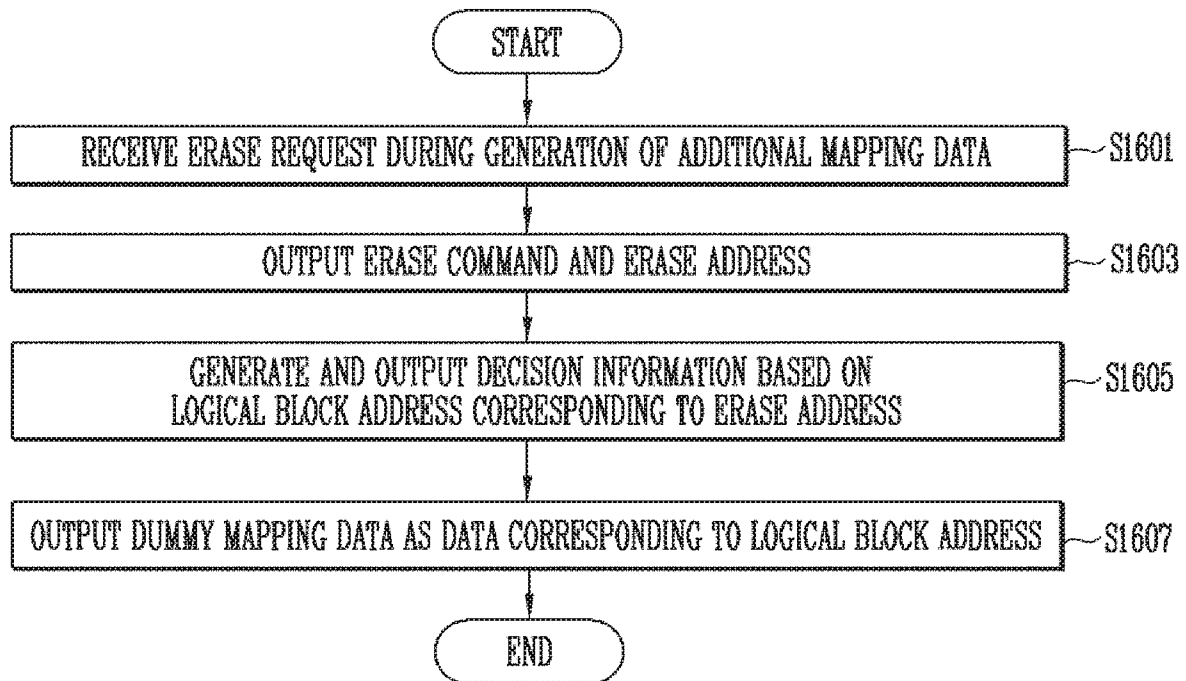 START
RECEIVE ERASE REQUEST DURING GENERATION OF ADDITIONAL MAPPING DATA
S1601
OUTPUT ERASE COMMAND AND ERASE ADDRESS
S1603
GENERATE AND OUTPUT DECISION INFORMATION BASED ON
LOGICAL BLOCK ADDRESS CORRESPONDING TO ERASE ADDRESS
S1605
OUTPUT DUMMY MAPPING DATA AS DATA CORRESPONDING TO LOGICAL BLOCK ADDRESS
S1607
END